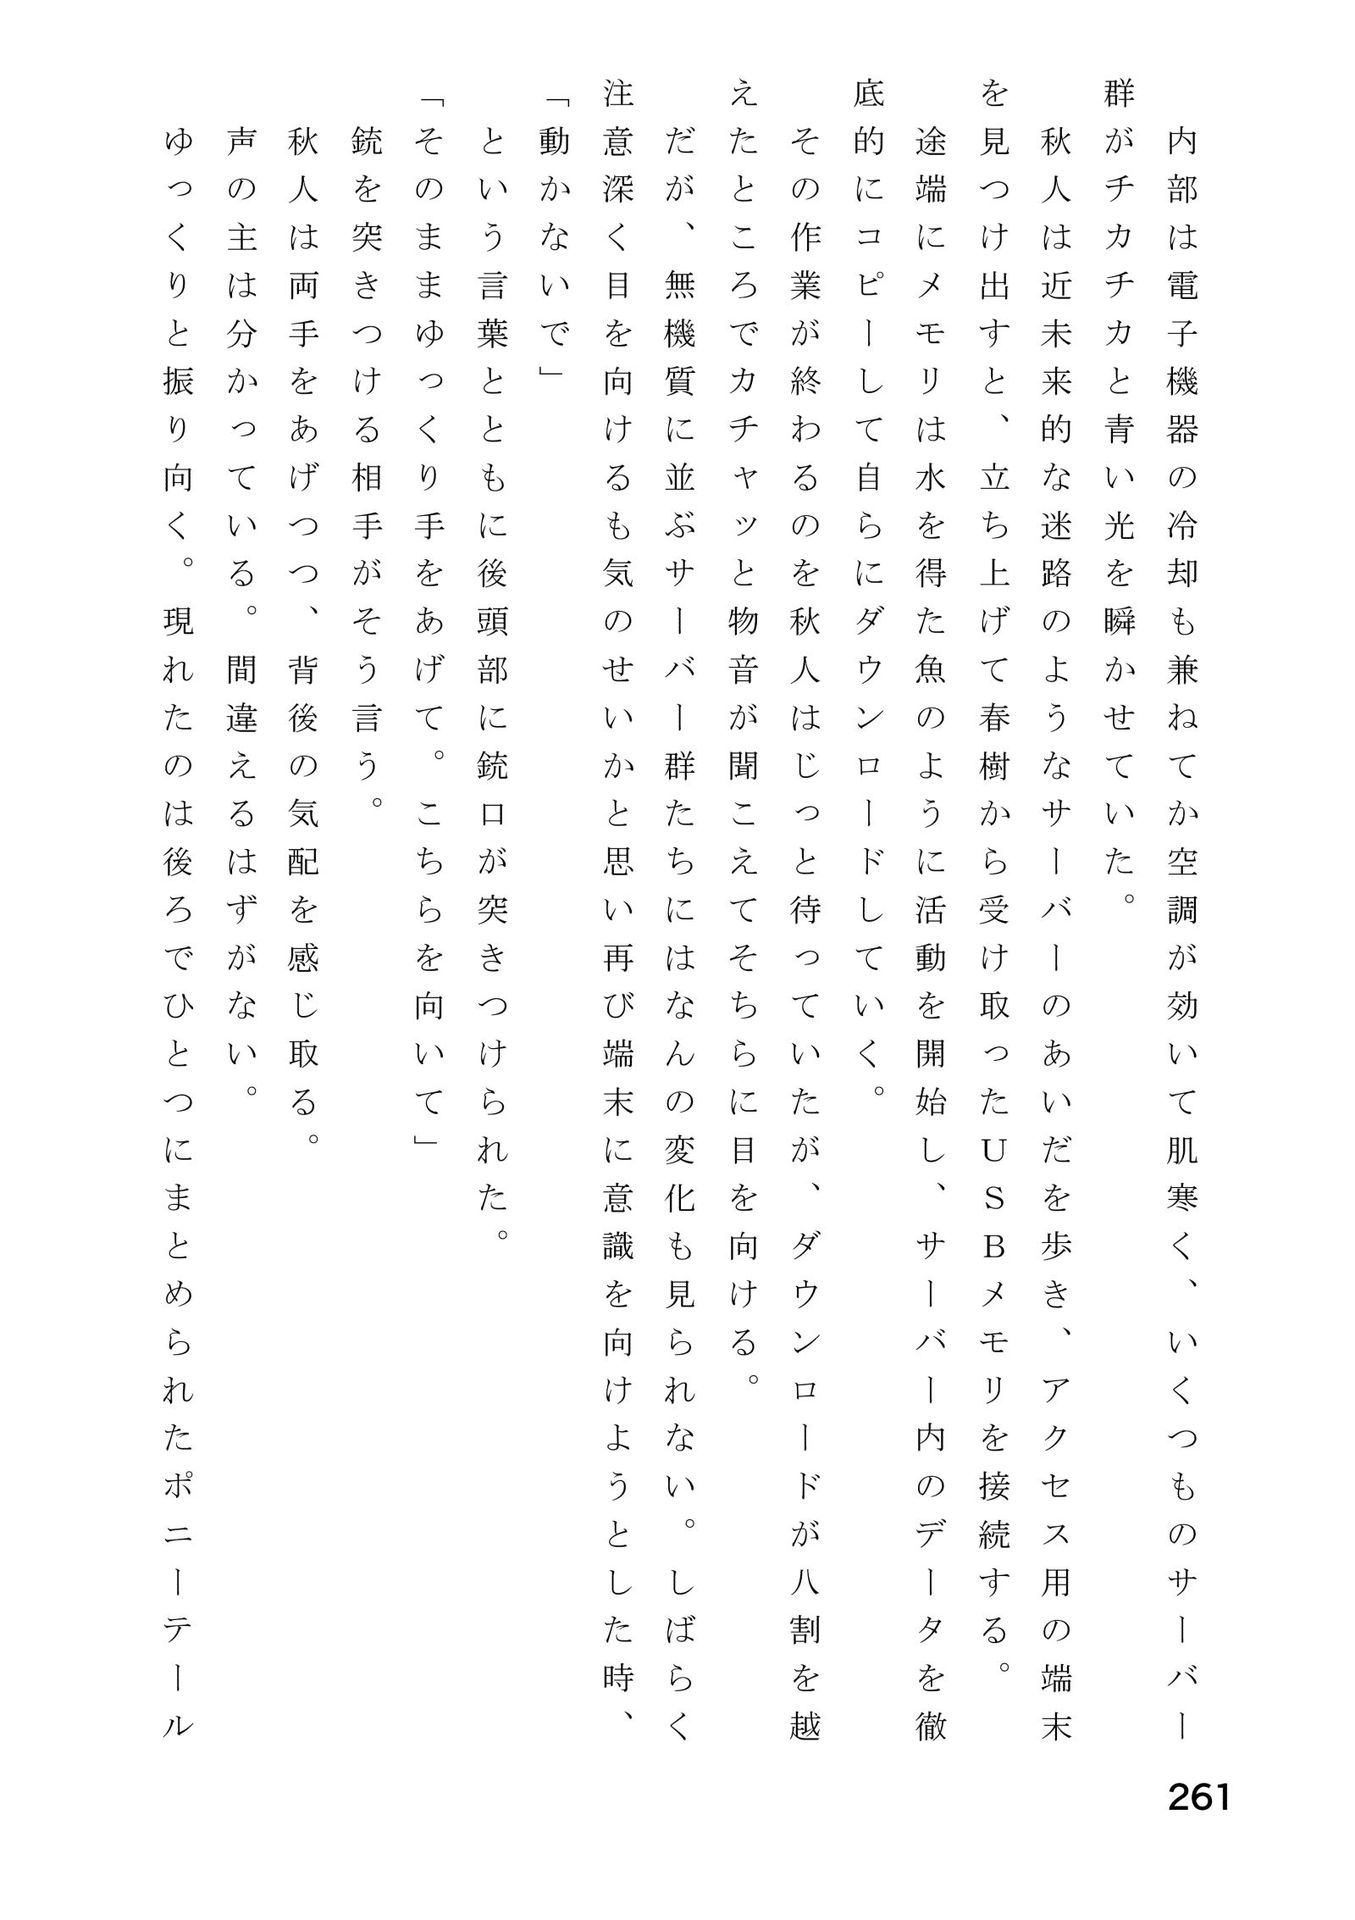 内部は電子機器の冷却も兼ねてか空調が効いて肌寒く、いくつものサーバー
群がチカチカと青い光を瞬かせていた。
秋人は近未来的な迷路のようなサーバーのあいだを歩き、アクセス用の端末
を見つけ出すと、立ち上げて春樹から受け取ったＵＳＢメモリを接続する。
途端にメモリは水を得た魚のように活動を開始し、サーバー内のデータを徹
底的にコピーして自らにダウンロードしていく。
その作業が終わるのを秋人はじっと待っていたが、ダウンロードが八割を越
えたところでカチャッと物音が聞こえてそちらに目を向ける。
だが、無機質に並ぶサーバー群たちにはなんの変化も見られない。しばらく
注意深く目を向けるも気のせいかと思い再び端末に意識を向けようとした時、
「動かないで」
という言葉とともに後頭部に銃口が突きつけられた。
「そのままゆっくり手をあげて。こちらを向いて」
銃を突きつける相手がそう言う。
秋人は両手をあげつつ、背後の気配を感じ取る。
声の主は分かっている。間違えるはずがない。
ゆっくりと振り向く。現れたのは後ろでひとつにまとめられたポニーテール
261